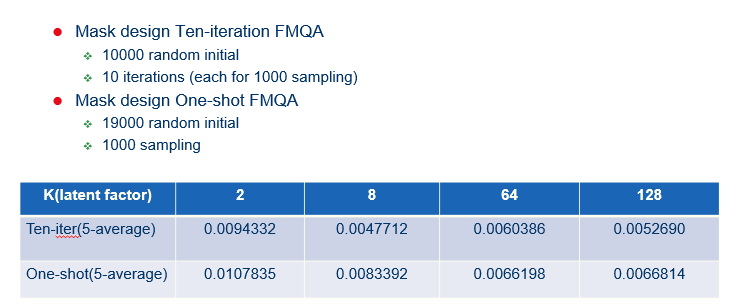 Mask design Ten-iteration FMQA
10000 random initial
10 iterations (each for 1000 sampling)
Mask design One-shot FMQA
19000 random initial
1000 sampling
K(latent factor) 2 8 64 128
Ten-iter(5-average) 0.0094332 0.0047712 0.0060386 0.0052690
One-shot(5-average) 0.0107835 0.0083392 0.0066198 0.0066814